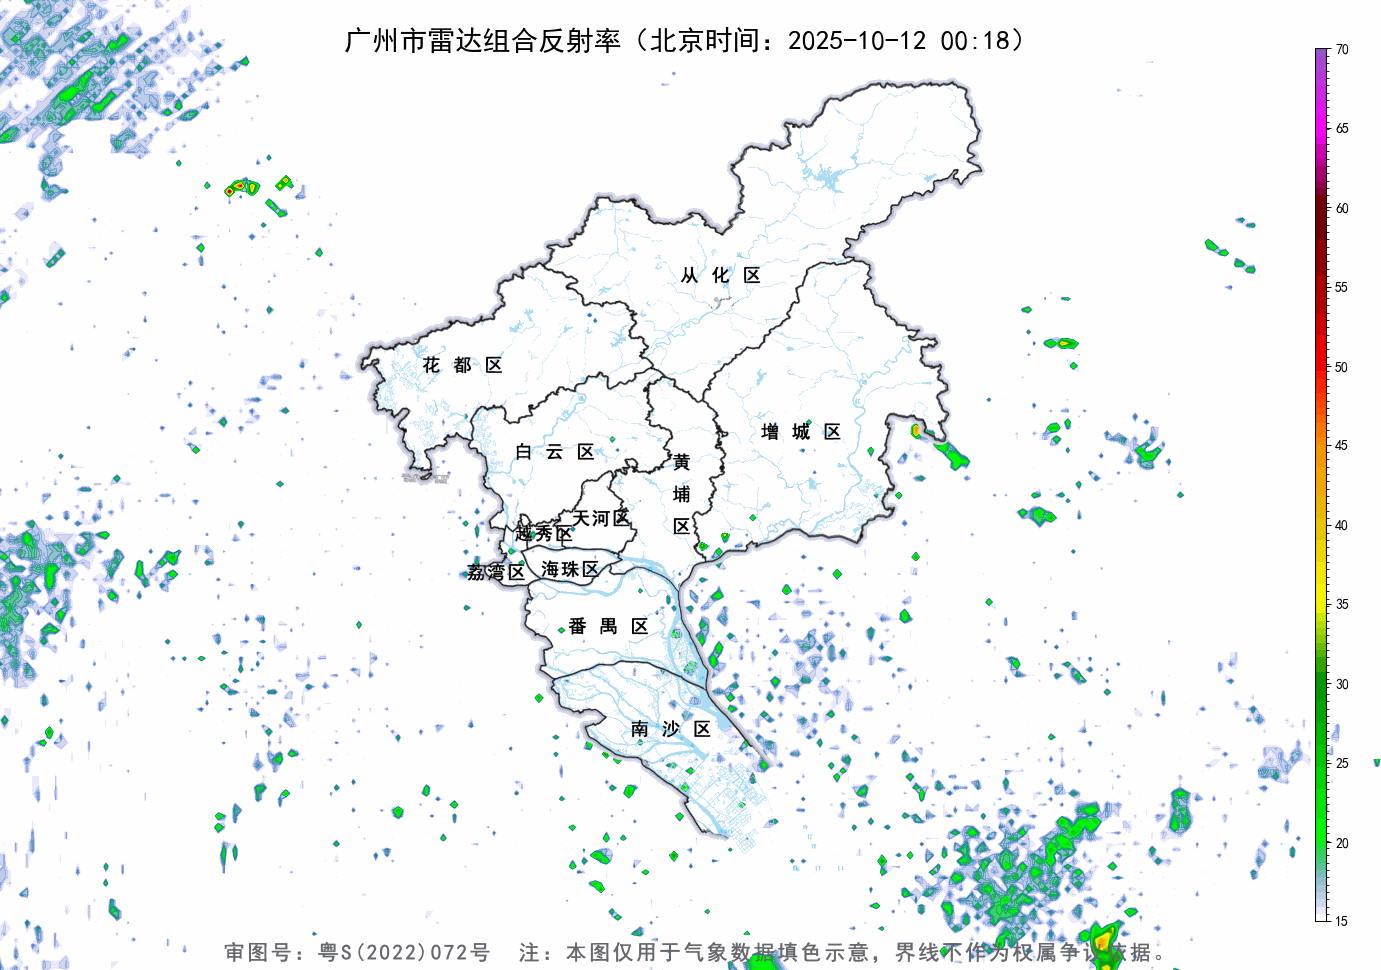 广州市雷达组合反射率（北京时间：2025-10-12 00:18）
70
65
60
55
50
45
40
35
30
25
20
15
从化区
花都区
增城区
白云区
黄埔区
天河区
越秀区
荔湾区
海珠区
番禺区
南沙区
审图号：粤S(2022)072号 注：本图仅用于气象数据填色示意，界线不作为权属争议依据。